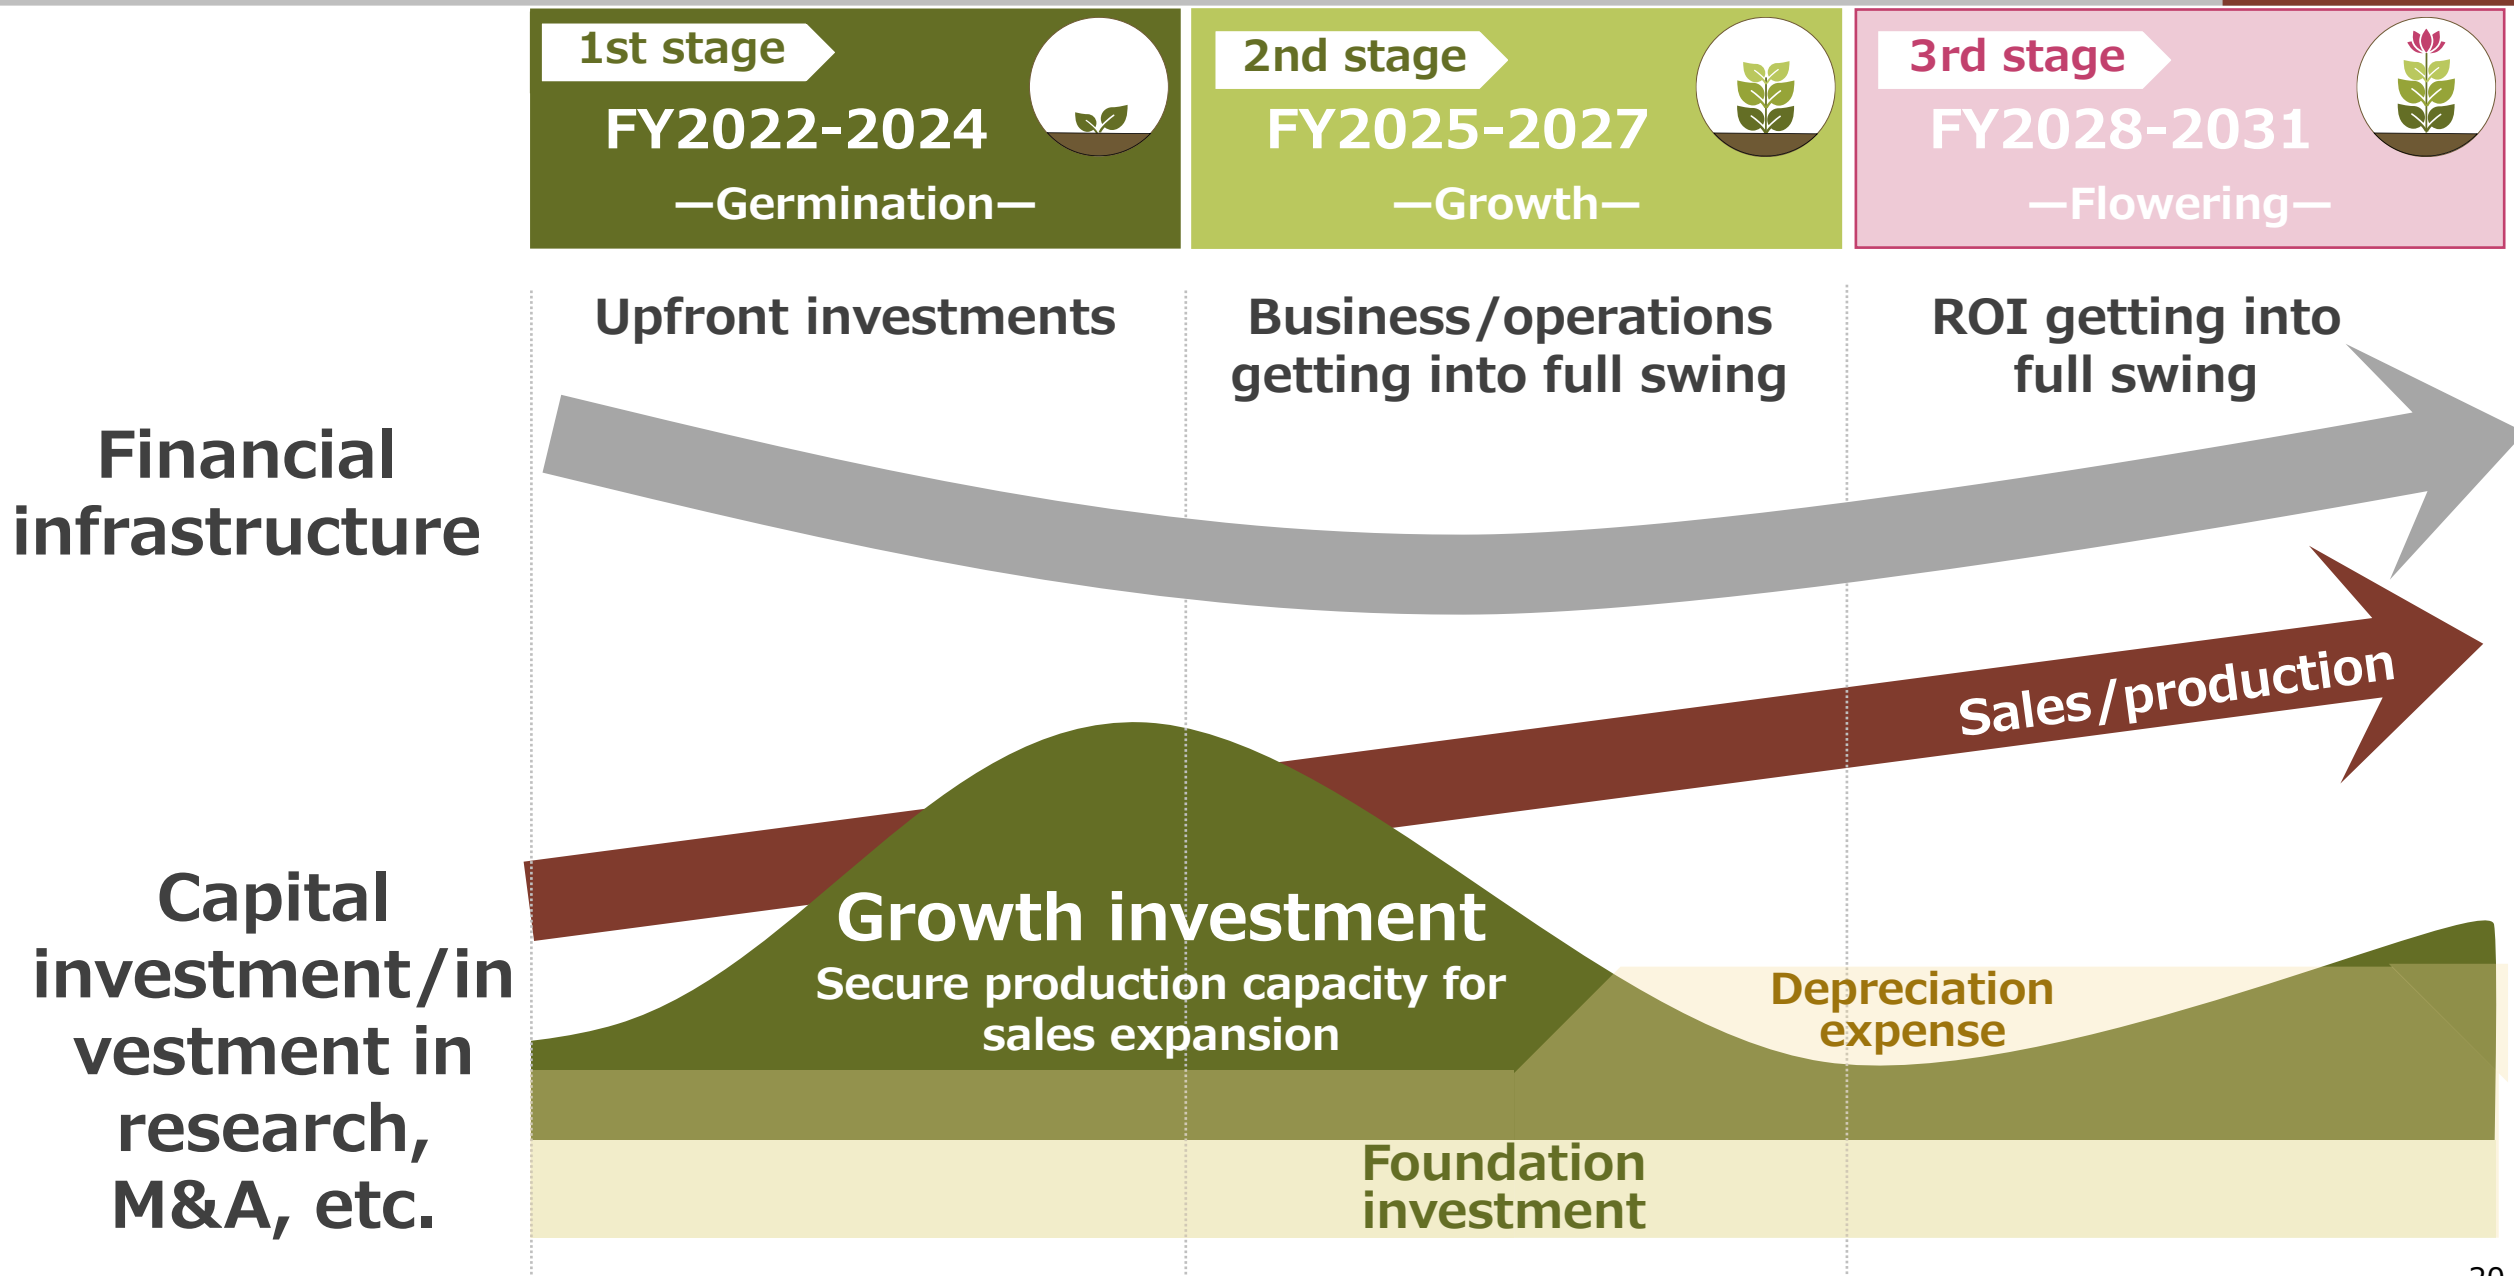 1st stage
FY2022-2024
—Germination—
2nd stage
FY2025-2027
—Growth—
3rd stage
FY2028-2031
—Flowering—
Upfront investments
Business/operations
getting into full swing
ROI getting into
full swing
Financial
infrastructure
Sales/production
Capital
investment/in
vestment in
research,
M&A, etc.
Growth investment
Secure production capacity for
sales expansion
Depreciation
expense
Foundation
investment
20